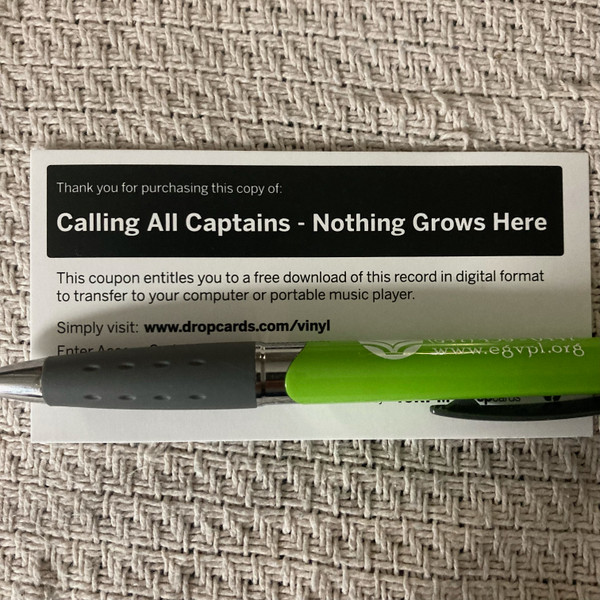 Thank you for purchasing this copy of:
Calling All Captains - Nothing Grows Here
This coupon entitles you to a free download of this record in digital format
to transfer to your computer or portable music player.
Simply visit: www.dropcards.com/vinyl
Enter
www.egvpl.org
cards